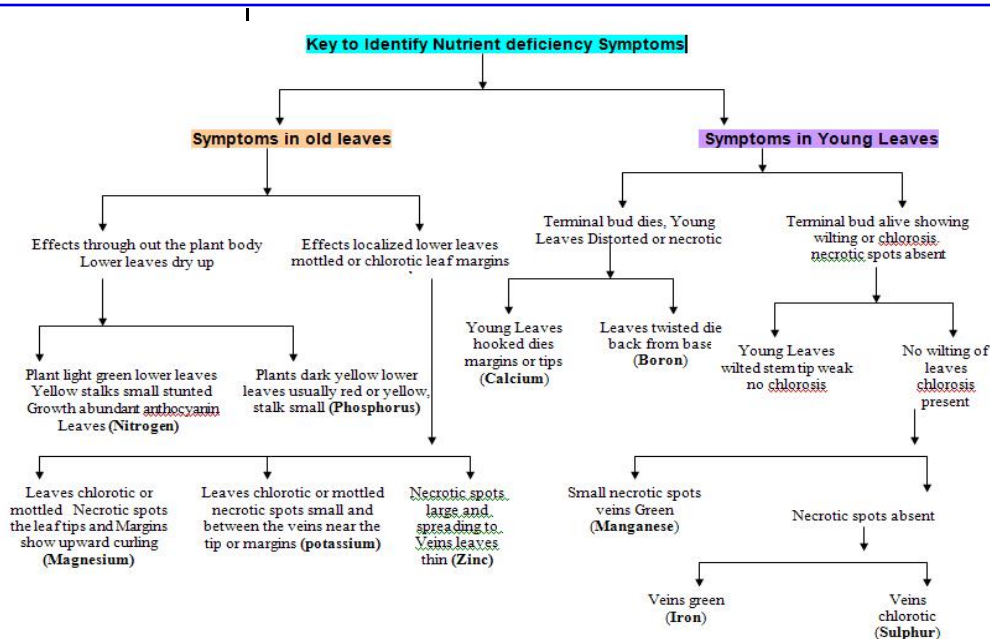 Key to Identify Nutrient deficiency Symptoms
Symptoms in old leaves
Symptoms in Young Leaves
Effects through out the plant body
Lower leaves dry up
Effects localized lower leaves
mottled or chlorotic leaf margins
Terminal bud dies, Young
Leaves Distorted or necrotic
Terminal bud alive showing
wilting or chlorosis.
necrotic spots absent
Plant light green lower leaves
Yellow stalks small stunted
Growth abundant anthocyanin
Leaves (Nitrogen)
Plants dark yellow lower
leaves usually red or yellow,
stalk small (Phosphorus)
Young Leaves
hooked dies
margins or tips
(Calcium)
Leaves twisted die
back from base
(Boron)
Young Leaves
wilted stem tip weak
no chlorosis
No wilting of
leaves
chlorosis
present
Leaves chlorotic or
mottled Necrotic spots
the leaf tips and Margins
show upward curling
(Magnesium)
Leaves chlorotic or mottled
necrotic spots small and
between the veins near the
tip or margins (potassium)
Necrotic spots
large and
spreading to
Veins leaves
thin (Zinc)
Small necrotic spots
veins Green
(Manganese)
Necrotic spots absent
Veins green
(Iron)
Veins
chlorotic
(Sulphur)